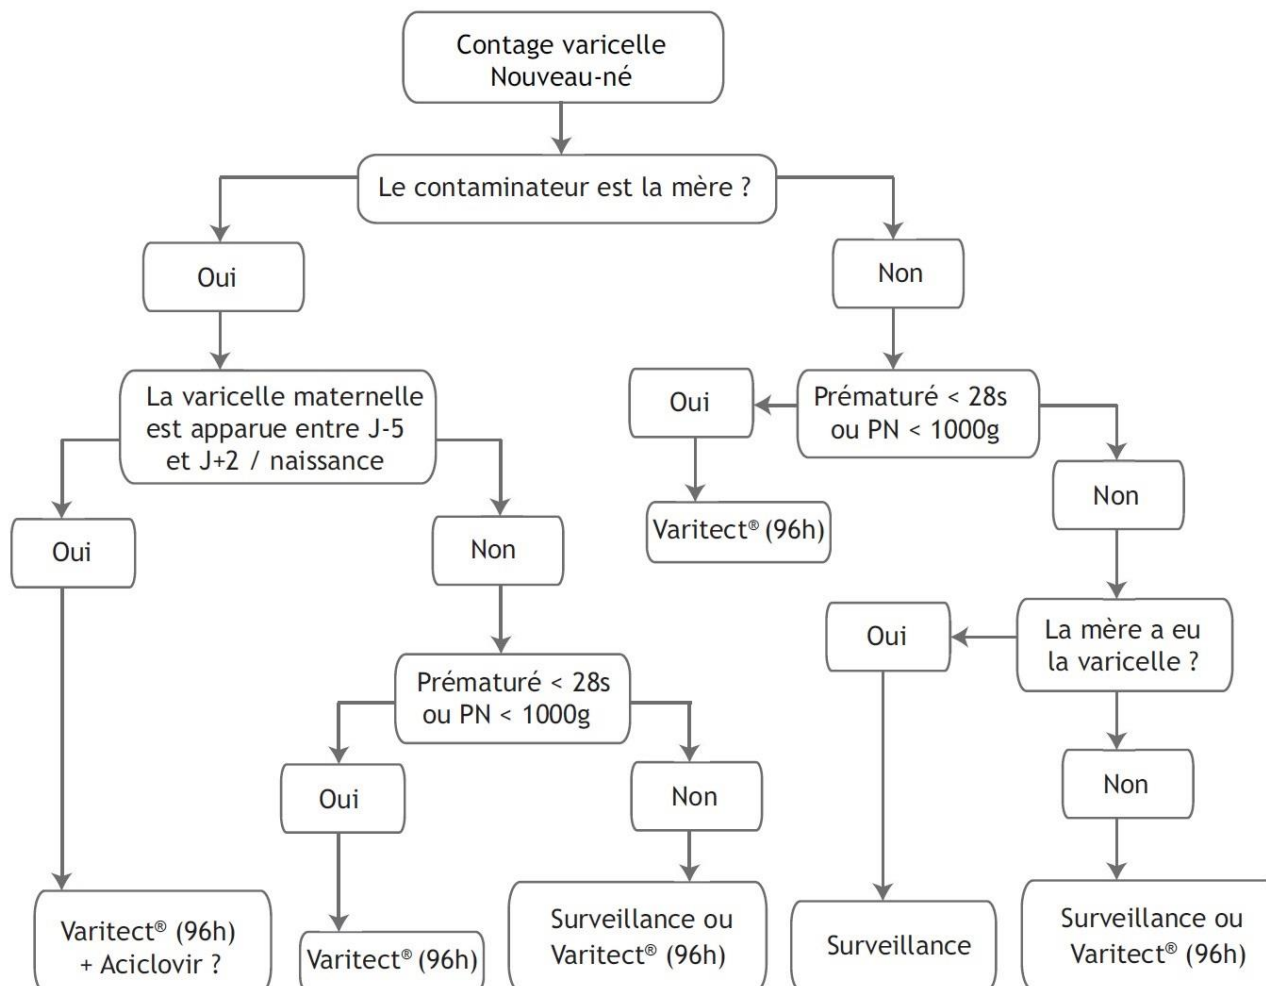 Contage varicelle
Nouveau-né
Le contaminateur est la mère ?
Oui
Non
La varicelle maternelle
est apparue entre J-5
et J+2 / naissance
Oui
Prématuré < 28s
ou PN < 1000g
Oui
Non
Varitect® (96h)
Non
Oui
La mère a eu
la varicelle ?
Prématuré < 28s
ou PN < 1000g
Oui
Non
Non
Varitect® (96h)
+ Aciclovir ?
Varitect® (96h)
Surveillance ou
Varitect® (96h)
Surveillance
Surveillance ou
Varitect® (96h)